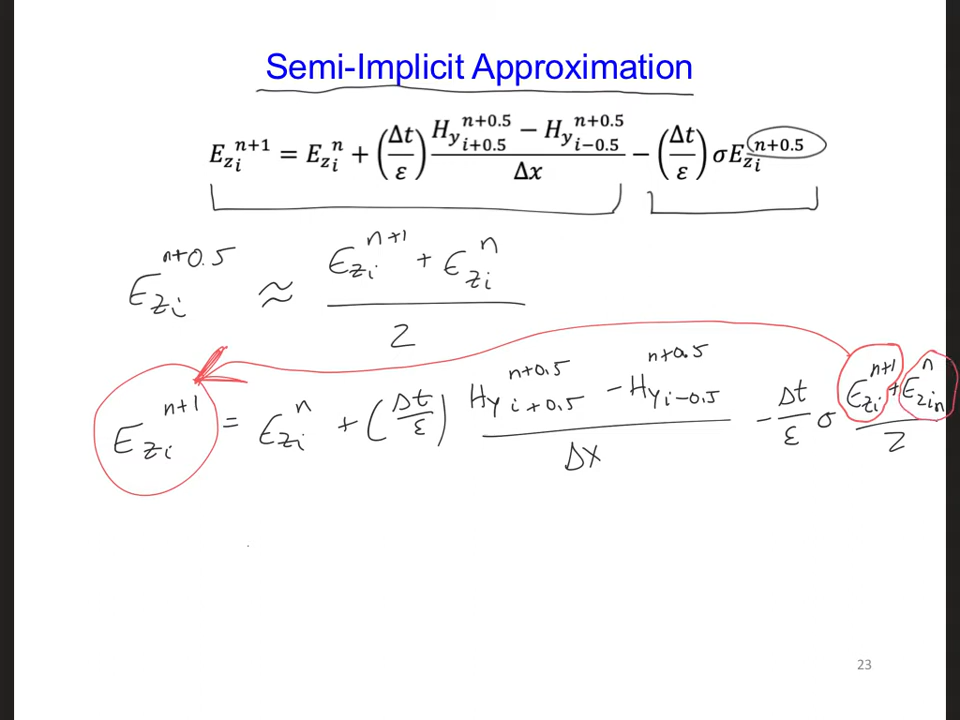 Semi-Implicit Approximation
E_{z_i}^{n+1} = E_{z_i}^{n} + (Δt/ε) (H_{y_{i+0.5}}^{n+0.5} − H_{y_{i−0.5}}^{n+0.5})/Δx − (Δt/ε) σE_{z_i}^{n+0.5}
E_{z_i}^{n+0.5} ≈ (E_{z_i}^{n+1} + E_{z_i}^{n})/2
E_{z_i}^{n+1} = E_{z_i}^{n} + (Δt/ε) (H_{y_{i+0.5}}^{n+0.5} − H_{y_{i−0.5}}^{n+0.5})/Δx − Δt/ε σ (E_{z_i}^{n+1} + E_{z_{in}}^{n})/2
23